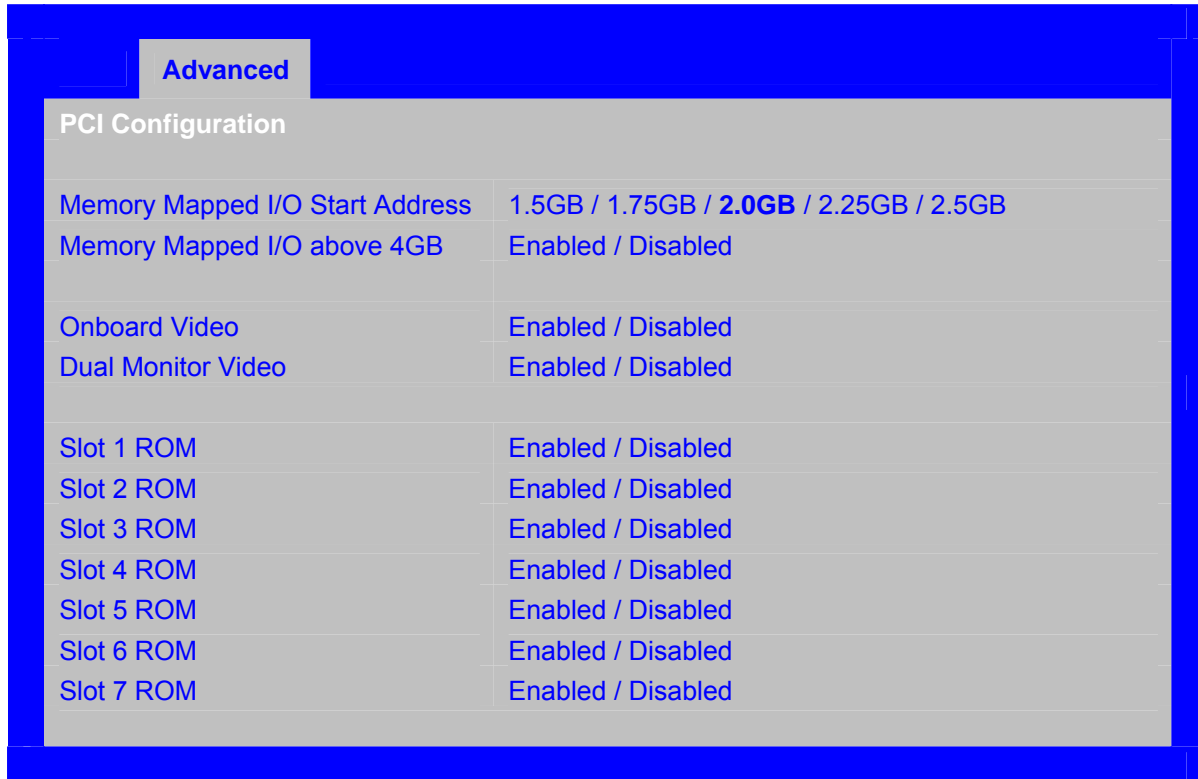 Advanced
PCI Configuration
Memory Mapped I/O Start Address 1.5GB / 1.75GB / 2.0GB / 2.25GB / 2.5GB
Memory Mapped I/O above 4GB Enabled / Disabled
Onboard Video Enabled / Disabled
Dual Monitor Video Enabled / Disabled
Slot 1 ROM Enabled / Disabled
Slot 2 ROM Enabled / Disabled
Slot 3 ROM Enabled / Disabled
Slot 4 ROM Enabled / Disabled
Slot 5 ROM Enabled / Disabled
Slot 6 ROM Enabled / Disabled
Slot 7 ROM Enabled / Disabled